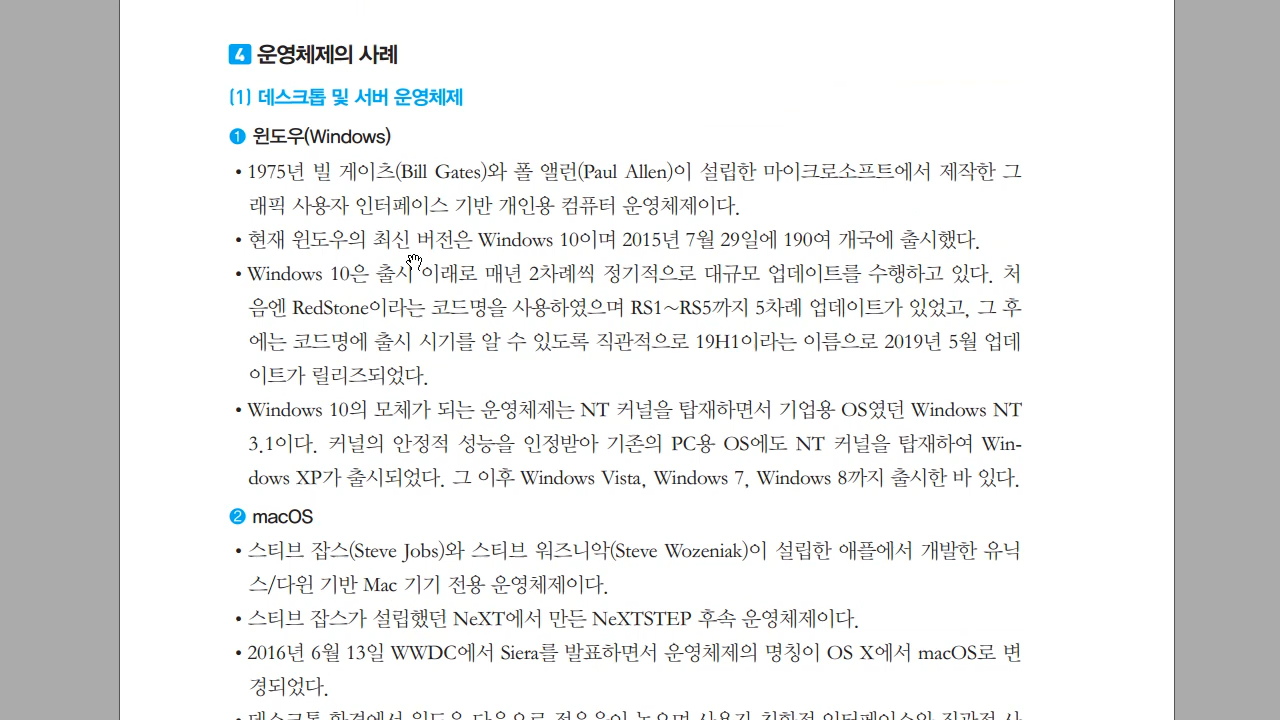 4 운영체제의 사례
(1) 데스크톱 및 서버 운영체제
❶ 윈도우(Windows)
• 1975년 빌 게이츠(Bill Gates)와 폴 앨런(Paul Allen)이 설립한 마이크로소프트에서 제작한 그
래픽 사용자 인터페이스 기반 개인용 컴퓨터 운영체제이다.
• 현재 윈도우의 최신 버전은 Windows 10이며 2015년 7월 29일에 190여 개국에 출시했다.
• Windows 10은 출시 이래로 매년 2차례씩 정기적으로 대규모 업데이트를 수행하고 있다. 처
음엔 RedStone이라는 코드명을 사용하였으며 RS1~RS5까지 5차례 업데이트가 있었고, 그 후
에는 코드명에 출시 시기를 알 수 있도록 직관적으로 19H1이라는 이름으로 2019년 5월 업데
이트가 릴리즈되었다.
• Windows 10의 모체가 되는 운영체제는 NT 커널을 탑재하면서 기업용 OS였던 Windows NT
3.1이다. 커널의 안정적 성능을 인정받아 기존의 PC용 OS에도 NT 커널을 탑재하여 Win-
dows XP가 출시되었다. 그 이후 Windows Vista, Windows 7, Windows 8까지 출시한 바 있다.
❷ macOS
• 스티브 잡스(Steve Jobs)와 스티브 워즈니악(Steve Wozeniak)이 설립한 애플에서 개발한 유닉
스/다윈 기반 Mac 기기 전용 운영체제이다.
• 스티브 잡스가 설립했던 NeXT에서 만든 NeXTSTEP 후속 운영체제이다.
• 2016년 6월 13일 WWDC에서 Siera를 발표하면서 운영체제의 명칭이 OS X에서 macOS로 변
경되었다.